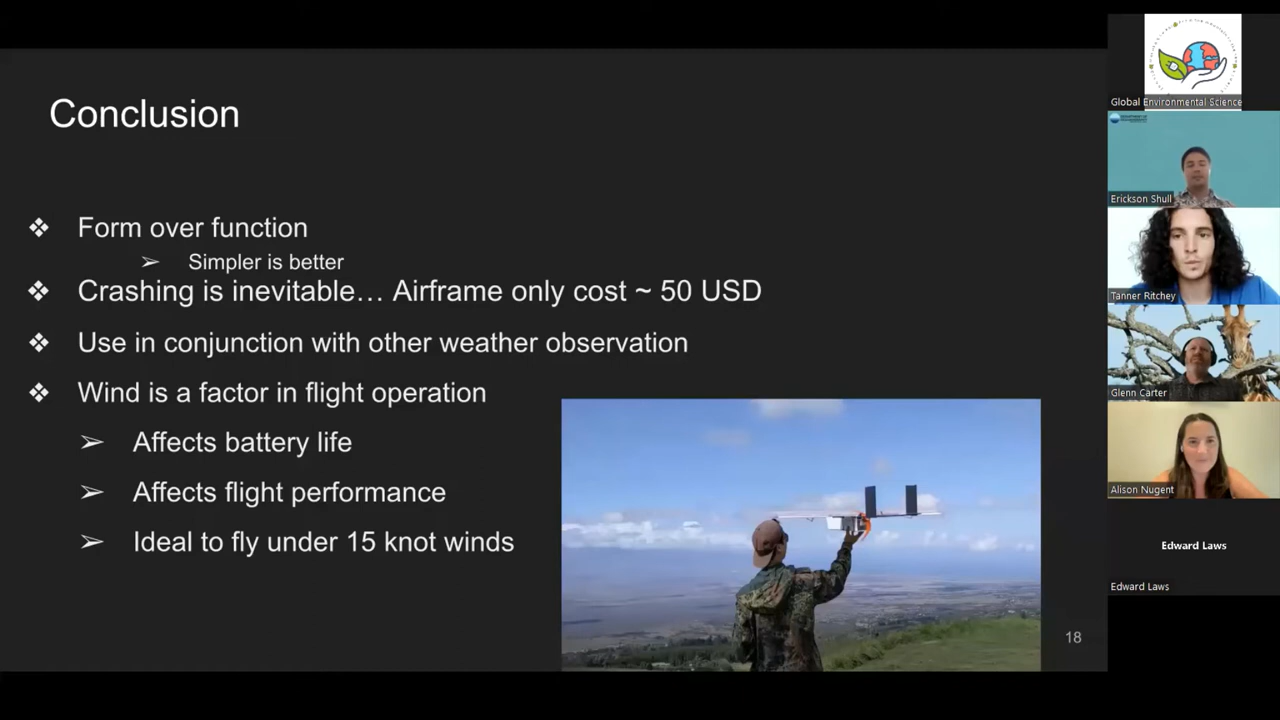 Conclusion
❖ Form over function
➢ Simpler is better
❖ Crashing is inevitable… Airframe only cost ~ 50 USD
❖ Use in conjunction with other weather observation
❖ Wind is a factor in flight operation
➢ Affects battery life
➢ Affects flight performance
➢ Ideal to fly under 15 knot winds
18
Global Environmental Science
Erickson Shull
Tanner Ritchey
Glenn Carter
Alison Nugent
Edward Laws
Edward Laws